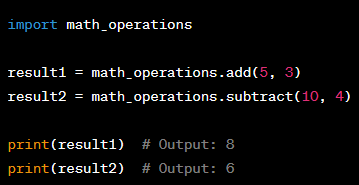 import math_operations
result1 = math_operations.add(5, 3)
result2 = math_operations.subtract(10, 4)
print(result1)  # Output: 8
print(result2)  # Output: 6